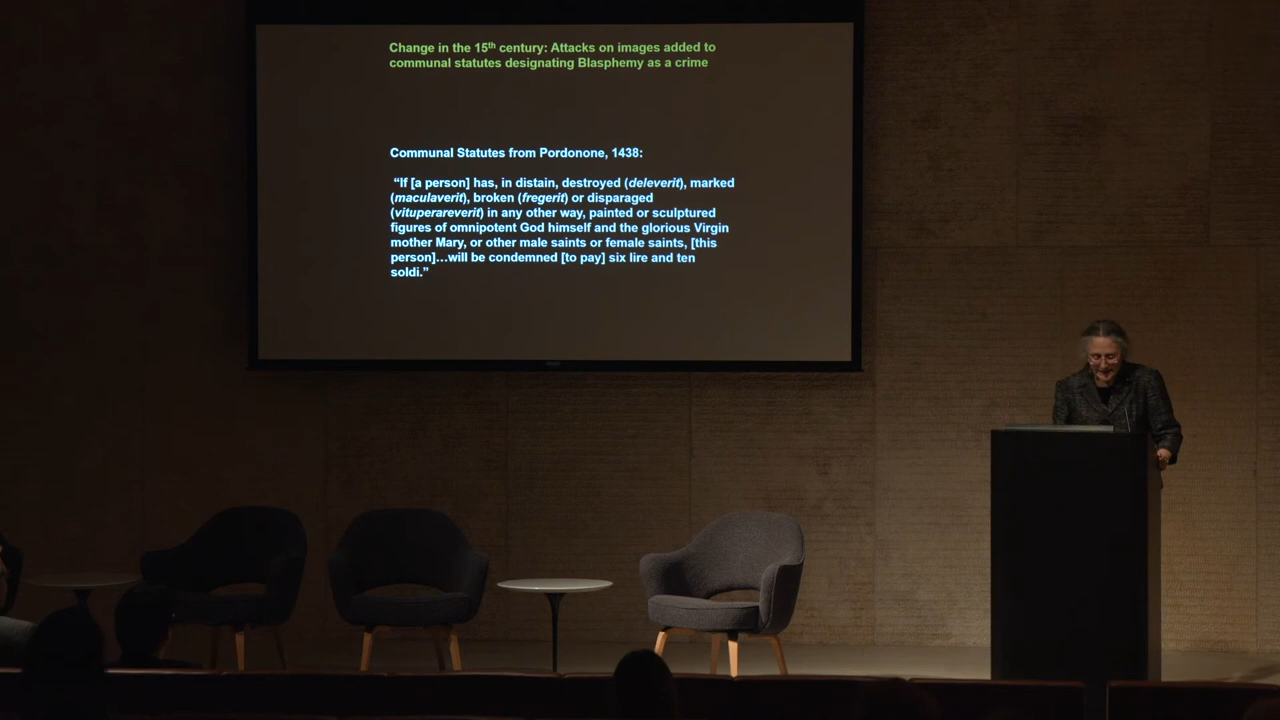 Change in the 15th century: Attacks on images added to
communal statutes designating Blasphemy as a crime
Communal Statutes from Pordonone, 1438:
“If [a person] has, in distain, destroyed (deleverit), marked
(maculaverit), broken (fregerit) or disparaged
(vituperareverit) in any other way, painted or sculptured
figures of omnipotent God himself and the glorious Virgin
mother Mary, or other male saints or female saints, [this
person]...will be condemned [to pay] six lire and ten
soldi.”